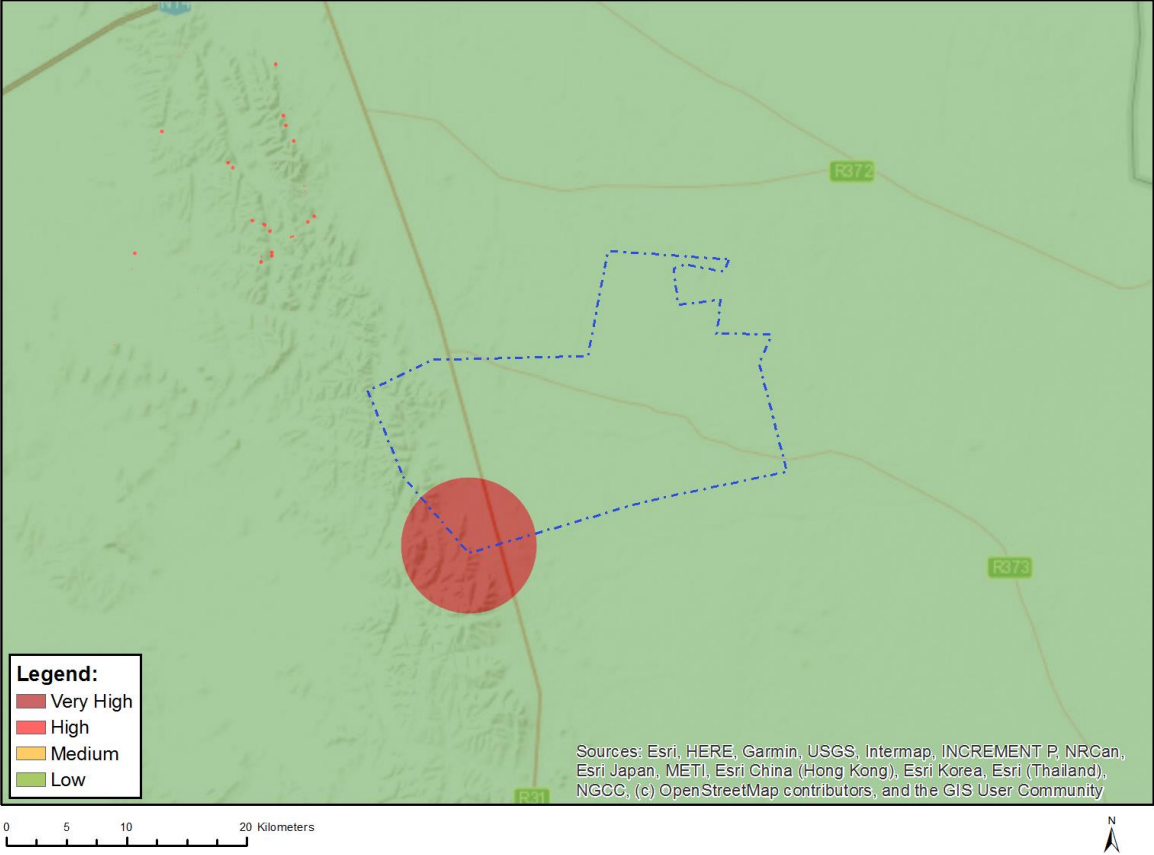 N14
R372
R373
Legend:
Very High
High
Medium
Low
Sources: Esri, HERE, Garmin, USGS, Intermap, INCREMENT P, NRCan,
Esri Japan, METI, Esri China (Hong Kong), Esri Korea, Esri (Thailand),
NGCC, (c) OpenStreetMap contributors, and the GIS User Community
R31
0 5 10 20 Kilometers
N